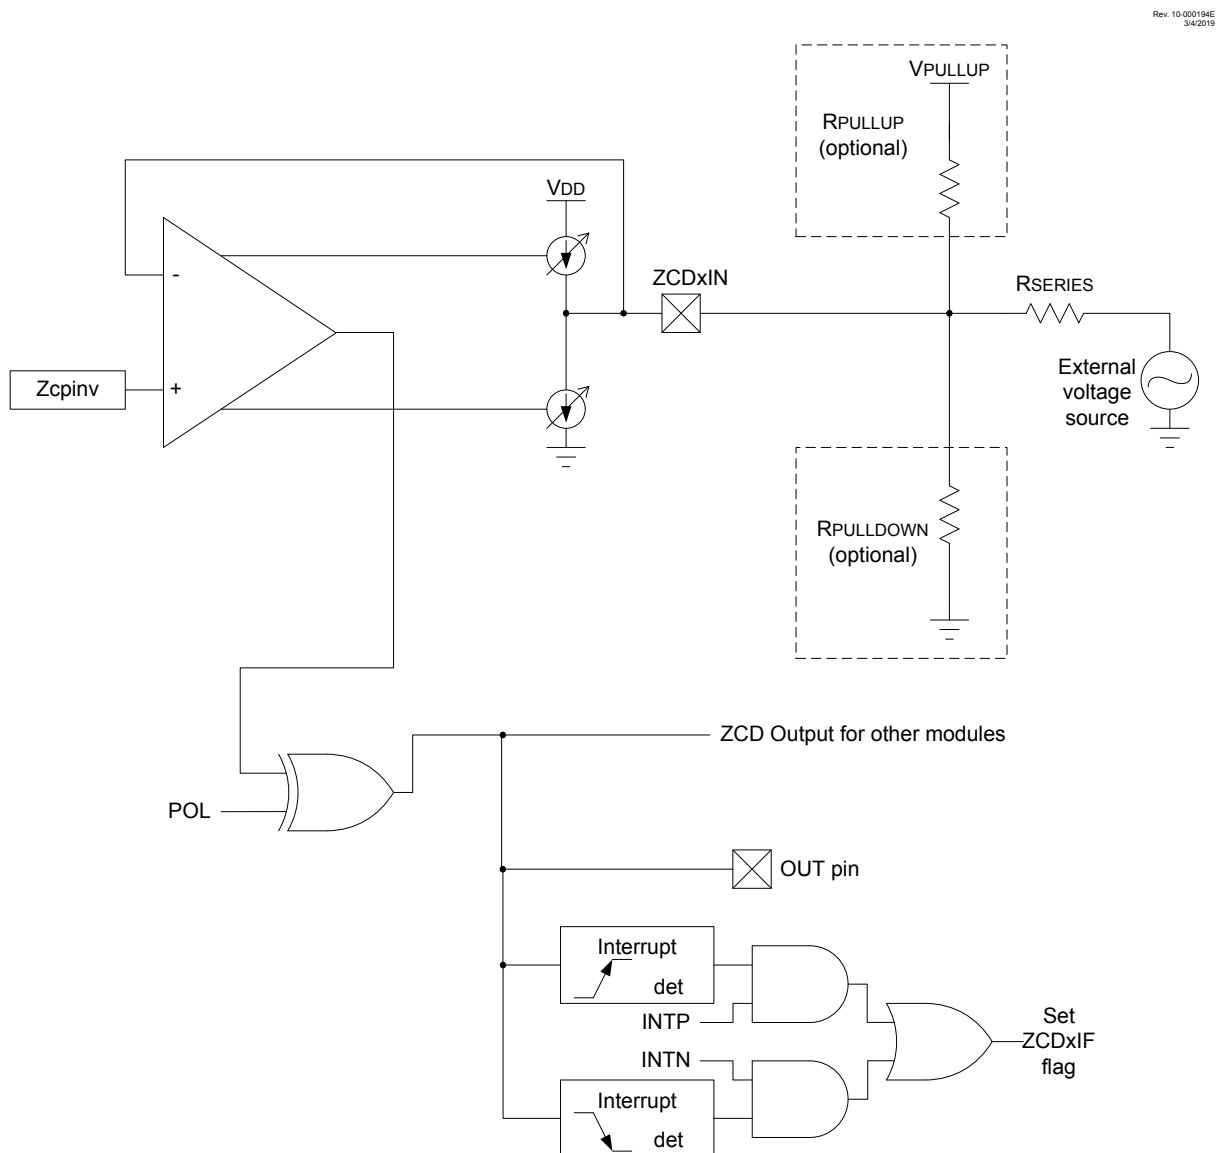 Rev. 10-000194E
3/4/2019
VPULLUP
RPULLUP
(optional)
VDD
-
ZCDxIN
RSERIES
External
voltage
source
Zcpinv
+
RPULLDOWN
(optional)
ZCD Output for other modules
POL
OUT pin
Interrupt
det
INTP
INTN
Set
ZCDxIF
flag
Interrupt
det